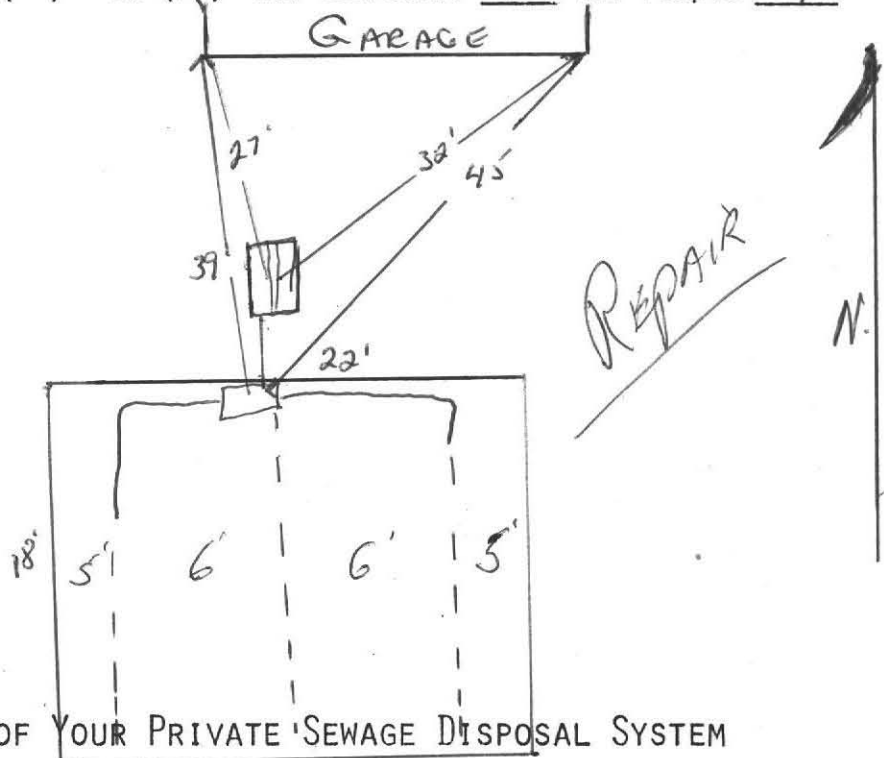 GARAGE
27'
32'
45'
39'
REPAIR
N.
22'
18'
5'
6'
6'
5'
OF YOUR PRIVATE SEWAGE DISPOSAL SYSTEM